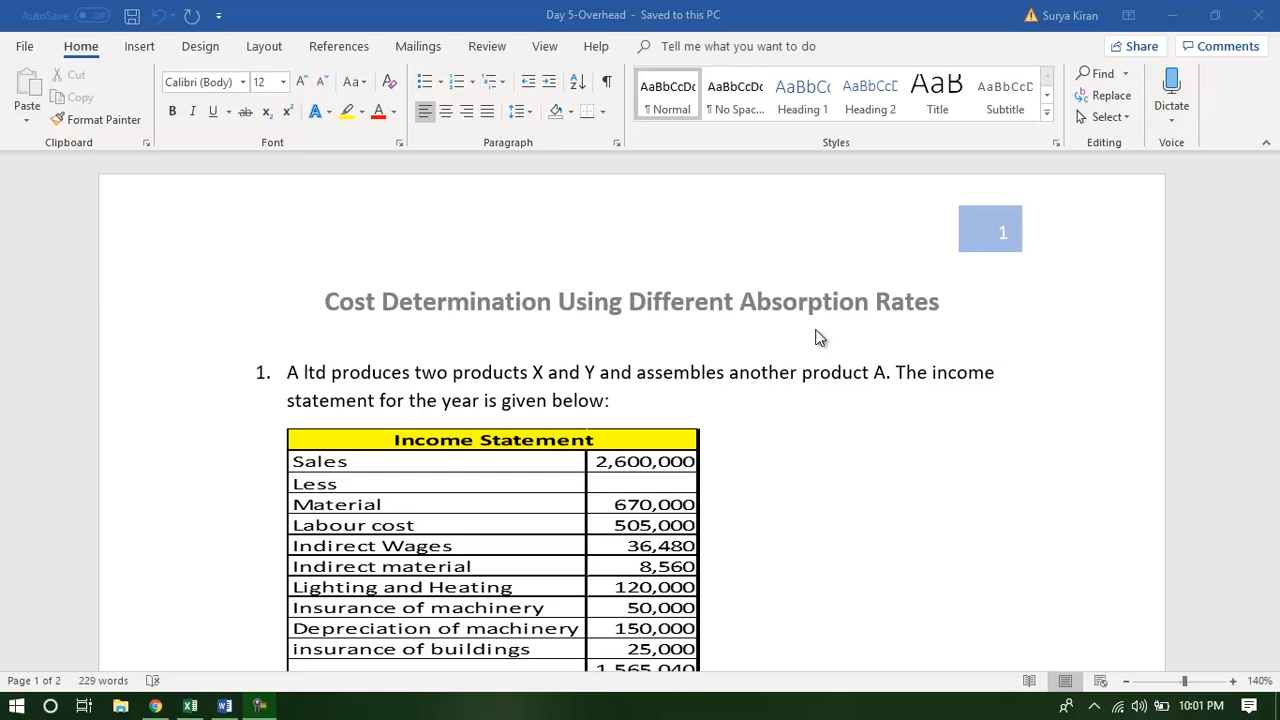 AutoSave Off
Day 5-Overhead - Saved to this PC
Surya Kiran
File Home Insert Design Layout References Mailings Review View Help Tell me what you want to do Share Comments
Paste
Cut
Copy
Format Painter
Clipboard
Calibri (Body) 12
Font
Paragraph
AaBbCcDc
¶ Normal
AaBbCcDc
¶ No Spac...
AaBbCc
Heading 1
AaBbCcC
Heading 2
AaB
Title
AaBbCcD
Subtitle
Styles
Find
Replace
Select
Editing
Dictate
Voice
1
Cost Determination Using Different Absorption Rates
1. A ltd produces two products X and Y and assembles another product A. The income
statement for the year is given below:
Income Statement
Sales 2,600,000
Less
Material 670,000
Labour cost 505,000
Indirect Wages 36,480
Indirect material 8,560
Lighting and Heating 120,000
Insurance of machinery 50,000
Depreciation of machinery 150,000
insurance of buildings 25,000
1,565,040
Page 1 of 2 229 words
140%
10:01 PM